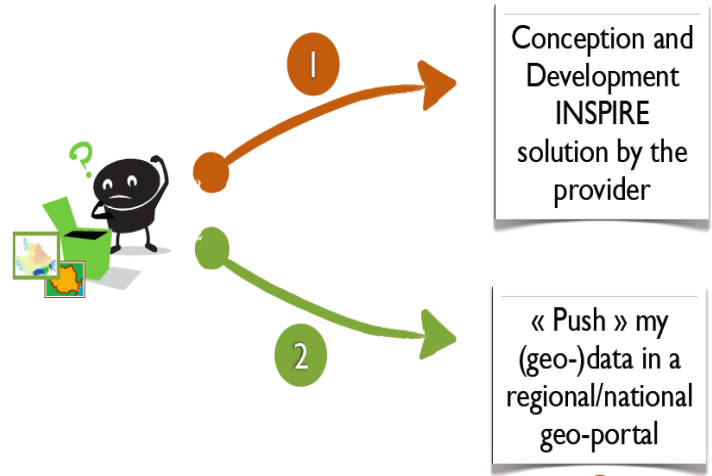 ?
1
Conception and
Development
INSPIRE
solution by the
provider
2
« Push » my
(geo-)data in a
regional/national
geo-portal